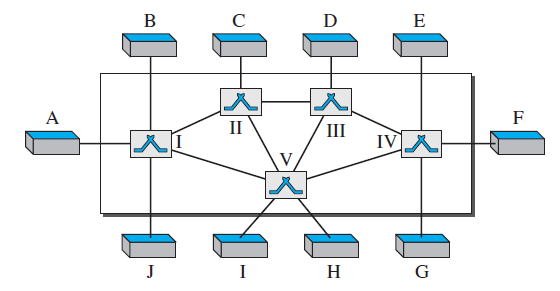 B C D E
A F
II III
I IV
V
J I H G